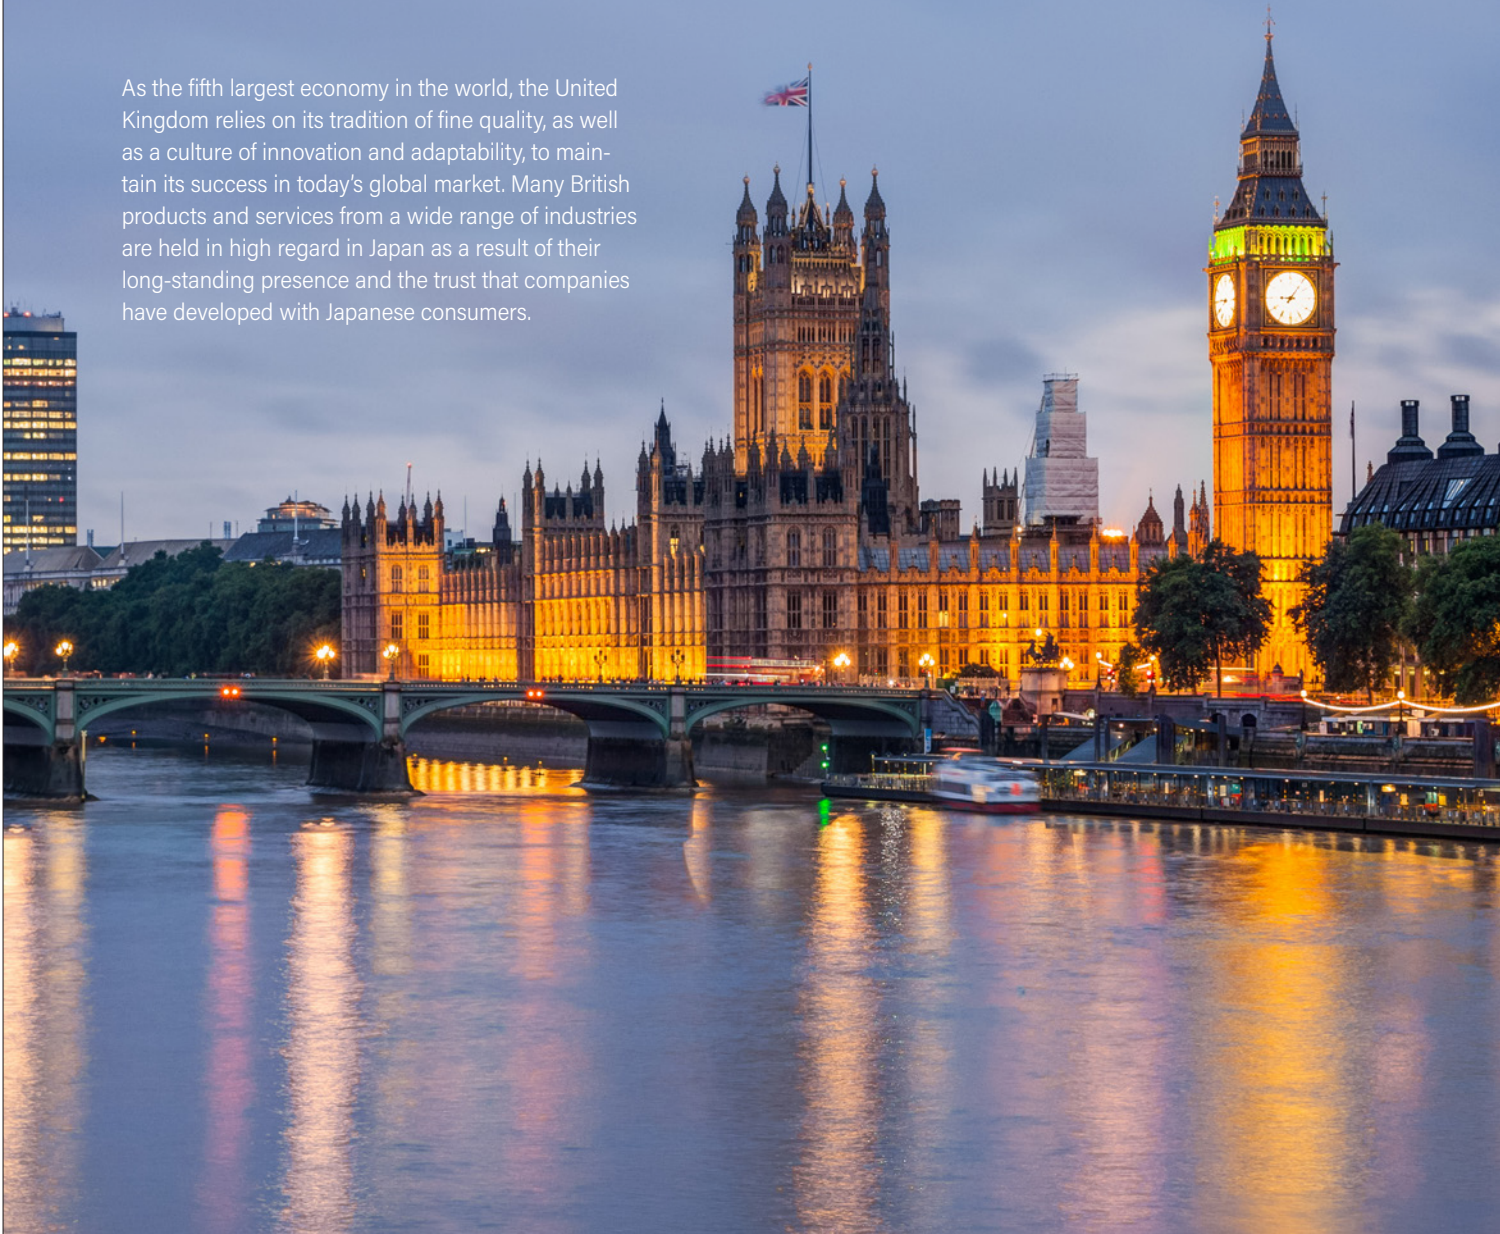 As the fifth largest economy in the world, the United
Kingdom relies on its tradition of fine quality, as well
as a culture of innovation and adaptability, to main-
tain its success in today’s global market. Many British
products and services from a wide range of industries
are held in high regard in Japan as a result of their
long-standing presence and the trust that companies
have developed with Japanese consumers.